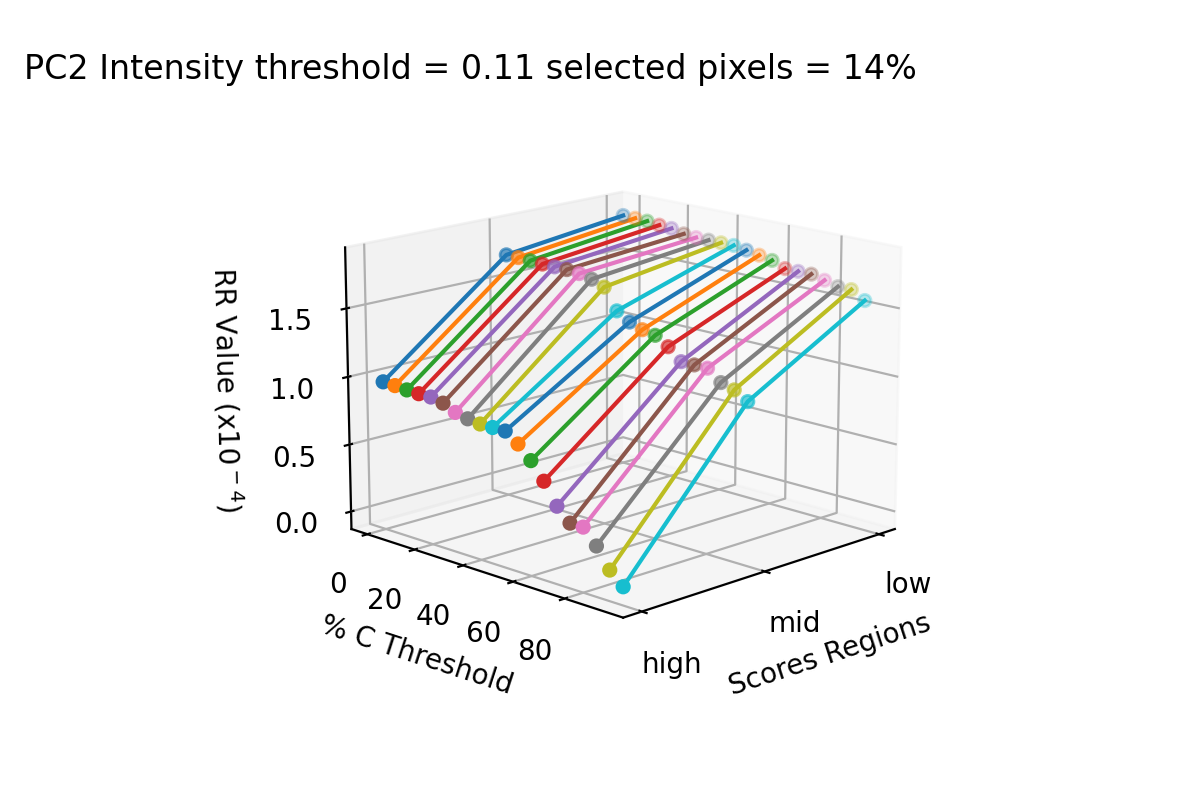 PC2 Intensity threshold = 0.11 selected pixels = 14%
RR Value (x10⁻⁴)
1.5
1.0
0.5
0.0
0
20
40
60
80
% C Threshold
high
mid
low
Scores Regions